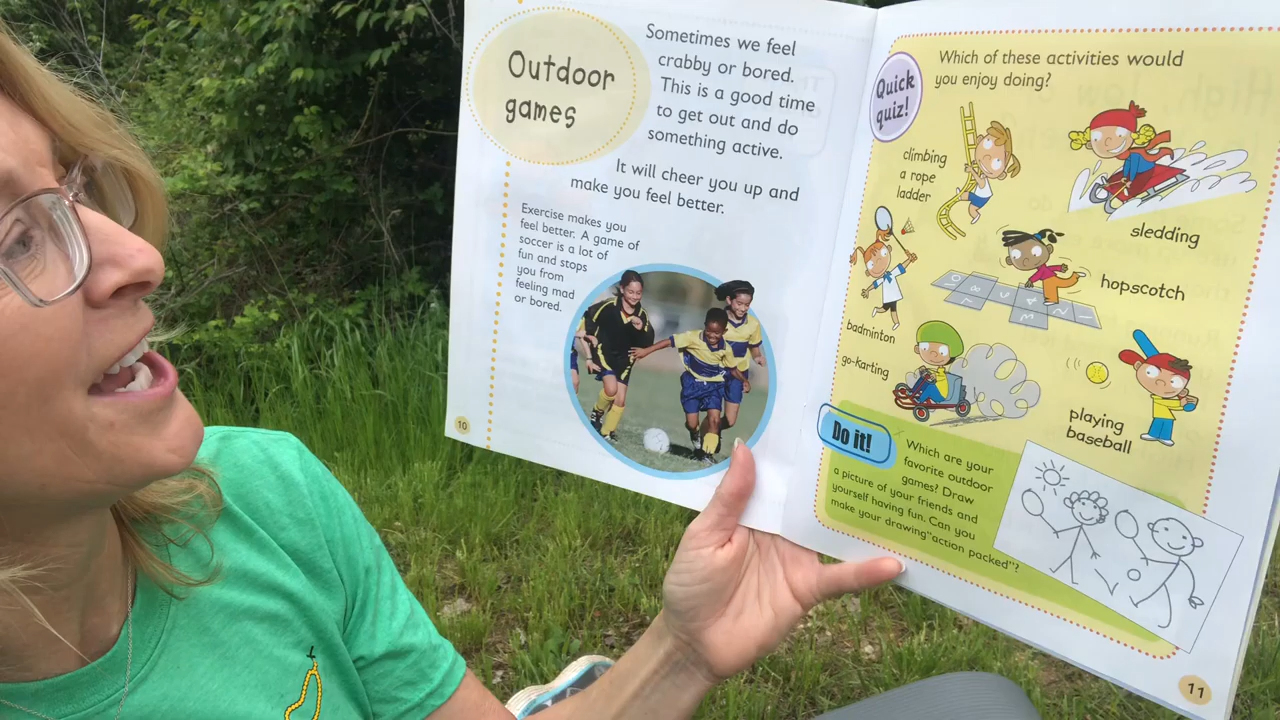 Outdoor
games
Sometimes we feel
crabby or bored.
This is a good time
to get out and do
something active.
It will cheer you up and
make you feel better.
Exercise makes you
feel better. A game of
soccer is a lot of
fun and stops
you from
feeling mad
or bored.
10
Quick
quiz!
Which of these activities would
you enjoy doing?
climbing
a rope
ladder
sledding
hopscotch
badminton
go-karting
playing
baseball
Do it!
Which are your
favorite outdoor
games? Draw
a picture of your friends and
yourself having fun. Can you
make your drawing "action packed"?
11